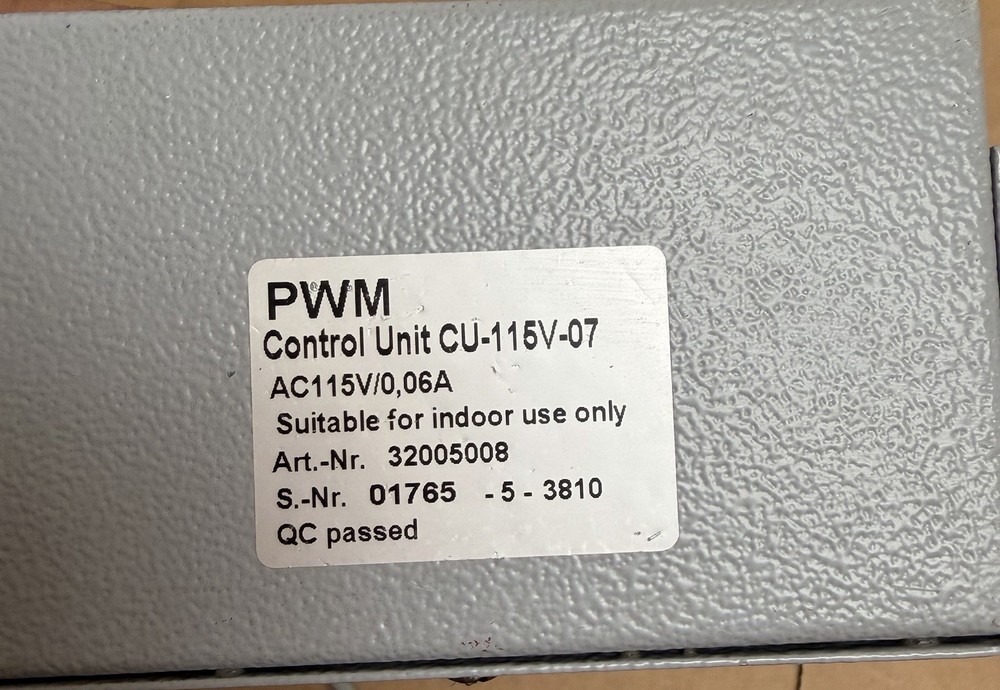 PWM
Control Unit CU-115V-07
AC115V/0,06A
Suitable for indoor use only
Art.-Nr. 32005008
S.-Nr. 01765 - 5 - 3810
QC passed